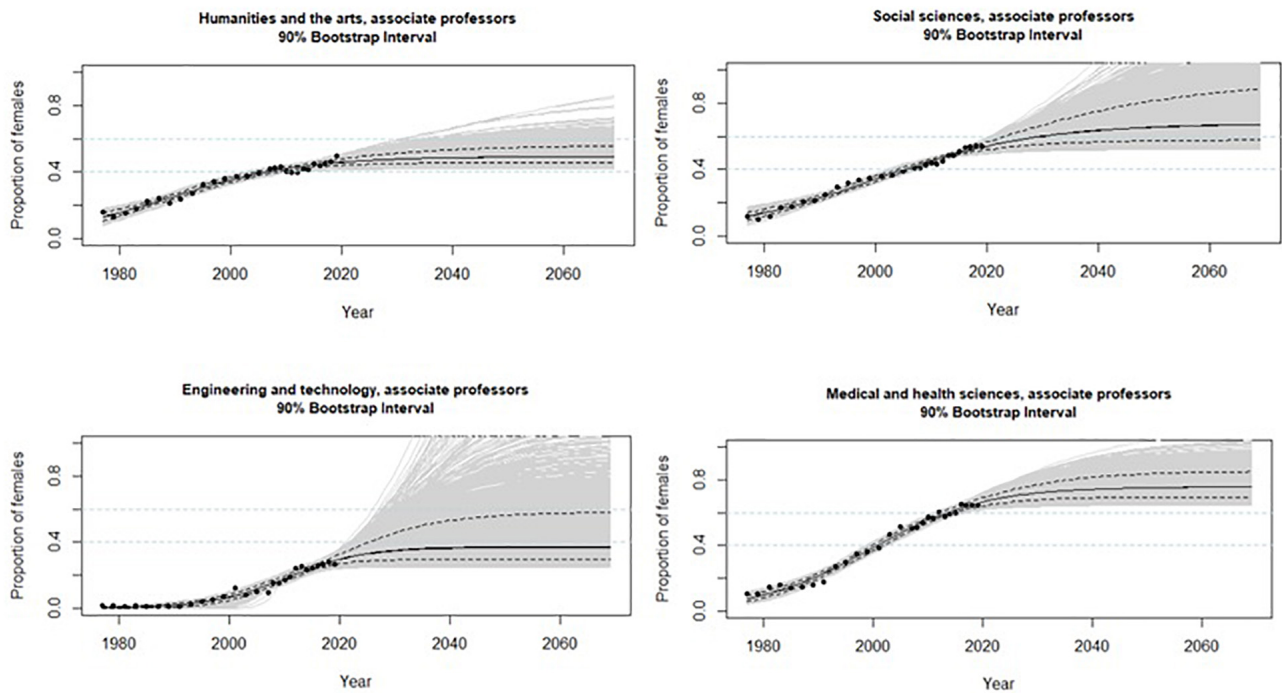 Humanities and the arts, associate professors
90% Bootstrap Interval
Proportion of females
0.0
0.4
0.8
1980 2000 2020 2040 2060
Year
Social sciences, associate professors
90% Bootstrap Interval
Proportion of females
0.0
0.4
0.8
1980 2000 2020 2040 2060
Year
Engineering and technology, associate professors
90% Bootstrap Interval
Proportion of females
0.0
0.4
0.8
1980 2000 2020 2040 2060
Year
Medical and health sciences, associate professors
90% Bootstrap Interval
Proportion of females
0.0
0.4
0.8
1980 2000 2020 2040 2060
Year